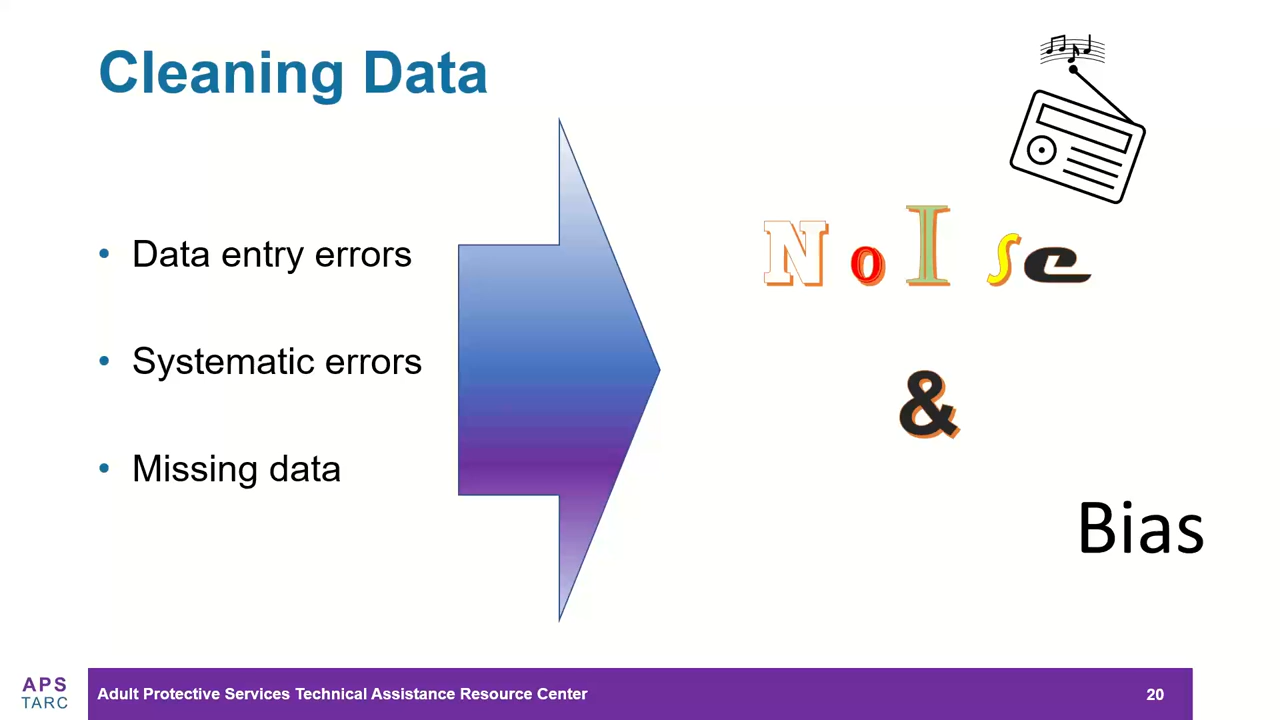 Cleaning Data
• Data entry errors
• Systematic errors
• Missing data
NoIse
&
Bias
APS
TARC
Adult Protective Services Technical Assistance Resource Center
20